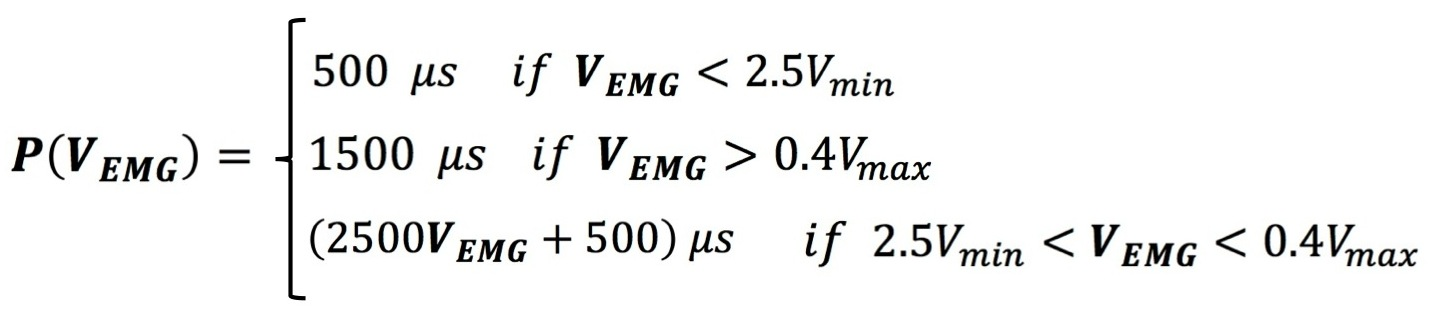 500 μs if V_EMG < 2.5V_min
P(V_EMG) = { 1500 μs if V_EMG > 0.4V_max
(2500V_EMG + 500) μs if 2.5V_min < V_EMG < 0.4V_max